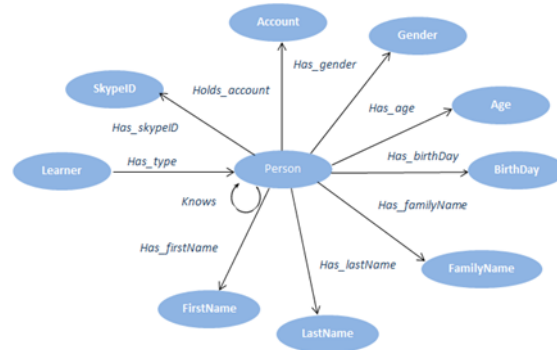 Account
Gender
Has_gender
SkypeID
Holds_account
Has_age
Age
Has_skypeID
Learner
Has_type
Person
Has_birthDay
BirthDay
Knows
Has_familyName
Has_firstName
Has_lastName
FamilyName
FirstName
LastName